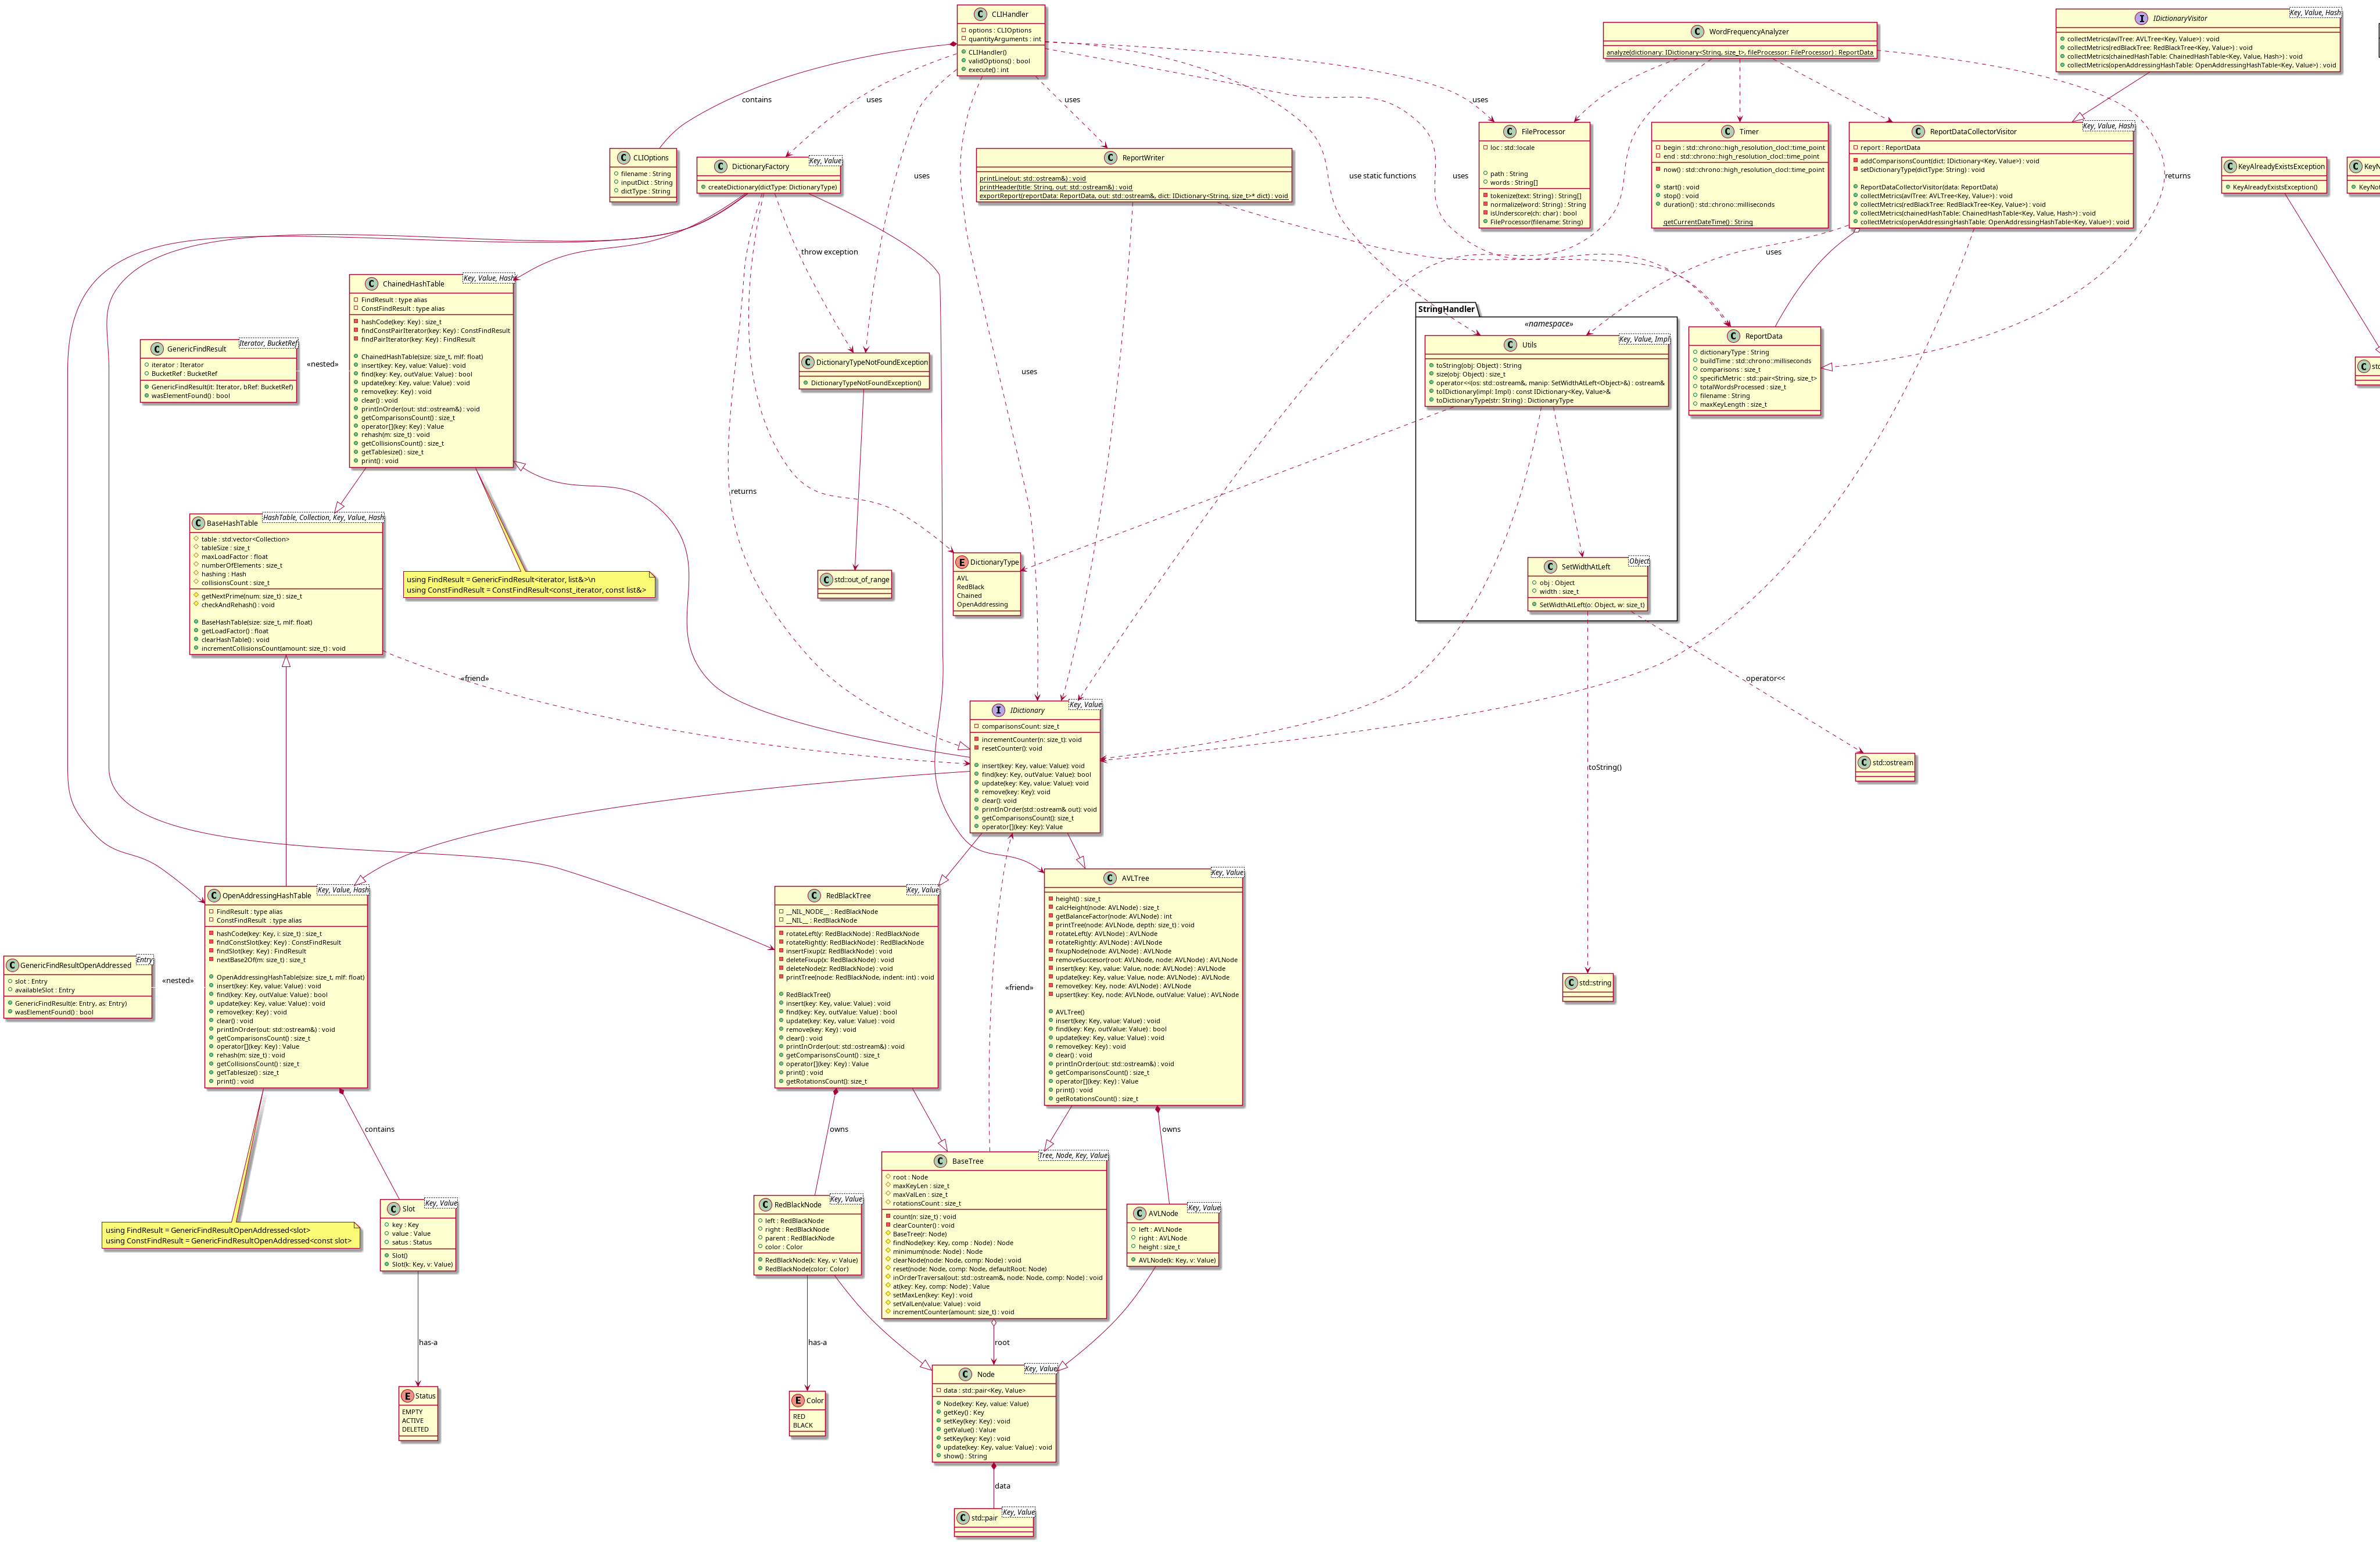 CLIHandler
options : CLIOptions
quantityArguments : int
CLIHandler()
validOptions() : bool
execute() : int
WordFrequencyAnalyzer
analyze(dictionary: IDictionary<String, size_t>, fileProcessor: FileProcessor) : ReportData
IDictionaryVisitor
Key, Value, Hash
collectMetrics(avlTree: AVLTree<Key, Value>) : void
collectMetrics(redBlackTree: RedBlackTree<Key, Value>) : void
collectMetrics(chainedHashTable: ChainedHashTable<Key, Value, Hash>) : void
collectMetrics(openAddressingHashTable: OpenAddressingHashTable<Key, Value>) : void
contains
uses
uses
uses
uses
use static functions
uses
returns
CLIOptions
filename : String
inputDict : String
dictType : String
DictionaryFactory
Key, Value
createDictionary(dictType: DictionaryType)
ReportWriter
printLine(out: std::ostream&) : void
printHeader(title: String, out: std::ostream&) : void
exportReport(reportData: ReportData, out: std::ostream&, dict: IDictionary<String, size_t>* dict) : void
FileProcessor
loc : std::locale
path : String
words : String[]
tokenize(text: String) : String[]
normalize(word: String) : String
isUnderscore(ch: char) : bool
FileProcessor(filename: String)
Timer
begin : std::chrono::high_resolution_clocl::time_point
end : std::chrono::high_resolution_clocl::time_point
now() : std::chrono::high_resolution_clocl::time_point
start() : void
stop() : void
duration() : std::chrono::milliseconds
getCurrentDateTime() : String
ReportDataCollectorVisitor
Key, Value, Hash
report : ReportData
addComparisonsCount(dict: IDictionary<Key, Value>) : void
setDictionaryType(dictType: String) : void
ReportDataCollectorVisitor(data: ReportData)
collectMetrics(avlTree: AVLTree<Key, Value>) : void
collectMetrics(redBlackTree: RedBlackTree<Key, Value>) : void
collectMetrics(chainedHashTable: ChainedHashTable<Key, Value, Hash>) : void
collectMetrics(openAddressingHashTable: OpenAddressingHashTable<Key, Value>) : void
KeyAlreadyExistsException
KeyAlreadyExistsException()
throw exception
uses
ChainedHashTable
Key, Value, Hash
FindResult : type alias
ConstFindResult : type alias
hashCode(key: Key) : size_t
findConstPairIterator(key: Key) : ConstFindResult
findPairIterator(key: Key) : FindResult
ChainedHashTable(size: size_t, mlf: float)
insert(key: Key, value: Value) : void
find(key: Key, outValue: Value) : bool
update(key: Key, value: Value) : void
remove(key: Key) : void
clear() : void
printInOrder(out: std::ostream&) : void
getComparisonsCount() : size_t
operator[](key: Key) : Value
rehash(m: size_t) : void
getCollisionsCount() : size_t
getTablesize() : size_t
print() : void
GenericFindResult
Iterator, BucketRef
iterator : Iterator
BucketRef : BucketRef
GenericFindResult(it: Iterator, bRef: BucketRef)
wasElementFound() : bool
«nested»
DictionaryTypeNotFoundException
DictionaryTypeNotFoundException()
StringHandler
«namespace»
Utils
Key, Value, Impl
toString(obj: Object) : String
size(obj: Object) : size_t
operator<<(os: std::ostream&, manip: SetWidthAtLeft<Object>&) : ostream&
toIDictionary(impl: Impl) : const IDictionary<Key, Value>&
toDictionaryType(str: String) : DictionaryType
ReportData
dictionaryType : String
buildTime : std::chrono::milliseconds
comparisons : size_t
specificMetric : std::pair<String, size_t>
totalWordsProcessed : size_t
filename : String
maxKeyLength : size_t
uses
returns
BaseHashTable
HashTable, Collection, Key, Value, Hash
table : std:vector<Collection>
tableSize : size_t
maxLoadFactor : float
numberOfElements : size_t
hashing : Hash
collisionsCount : size_t
getNextPrime(num: size_t) : size_t
checkAndRehash() : void
BaseHashTable(size: size_t, mlf: float)
getLoadFactor() : float
clearHashTable() : void
incrementCollisionsCount(amount: size_t) : void
using FindResult = GenericFindResult<iterator, list&>\n
using ConstFindResult = ConstFindResult<const_iterator, const list&>
std::out_of_range
DictionaryType
AVL
RedBlack
Chained
OpenAddressing
SetWidthAtLeft
Object
obj : Object
width : size_t
SetWidthAtLeft(o: Object, w: size_t)
«friend»
operator<<
IDictionary
Key, Value
comparisonsCount: size_t
incrementCounter(n: size_t): void
resetCounter(): void
insert(key: Key, value: Value): void
find(key: Key, outValue: Value): bool
update(key: Key, value: Value): void
remove(key: Key): void
clear(): void
printInOrder(std::ostream& out): void
getComparisonsCount(): size_t
operator[](key: Key): Value
toString()
std::ostream
OpenAddressingHashTable
Key, Value, Hash
FindResult : type alias
ConstFindResult : type alias
hashCode(key: Key, i: size_t) : size_t
findConstSlot(key: Key) : ConstFindResult
findSlot(key: Key) : FindResult
nextBase2Of(m: size_t) : size_t
OpenAddressingHashTable(size: size_t, mlf: float)
insert(key: Key, value: Value) : void
find(key: Key, outValue: Value) : bool
update(key: Key, value: Value) : void
remove(key: Key) : void
clear() : void
printInOrder(out: std::ostream&) : void
getComparisonsCount() : size_t
operator[](key: Key) : Value
rehash(m: size_t) : void
getCollisionsCount() : size_t
getTablesize() : size_t
print() : void
GenericFindResultOpenAddressed
Entry
slot : Entry
availableSlot : Entry
GenericFindResult(e: Entry, as: Entry)
wasElementFound() : bool
«nested»
RedBlackTree
Key, Value
__NIL_NODE__ : RedBlackNode
__NIL__ : RedBlackNode
rotateLeft(y: RedBlackNode) : RedBlackNode
rotateRight(y: RedBlackNode) : RedBlackNode
insertFixup(z: RedBlackNode) : void
deleteFixup(x: RedBlackNode) : void
deleteNode(z: RedBlackNode) : void
printTree(node: RedBlackNode, indent: int) : void
RedBlackTree()
insert(key: Key, value: Value) : void
find(key: Key, outValue: Value) : bool
update(key: Key, value: Value) : void
remove(key: Key) : void
clear() : void
printInOrder(out: std::ostream&) : void
getComparisonsCount() : size_t
operator[](key: Key) : Value
print() : void
getRotationsCount(): size_t
«friend»
AVLTree
Key, Value
height() : size_t
calcHeight(node: AVLNode) : size_t
getBalanceFactor(node: AVLNode) : int
printTree(node: AVLNode, depth: size_t) : void
rotateLeft(y: AVLNode) : AVLNode
rotateRight(y: AVLNode) : AVLNode
fixupNode(node: AVLNode) : AVLNode
removeSuccesor(root: AVLNode, node: AVLNode) : AVLNode
insert(key: Key, value: Value, node: AVLNode) : AVLNode
update(key: Key, value: Value, node: AVLNode) : AVLNode
remove(key: Key, node: AVLNode) : AVLNode
upsert(key: Key, node: AVLNode, outValue: Value) : AVLNode
AVLTree()
insert(key: Key, value: Value) : void
find(key: Key, outValue: Value) : bool
update(key: Key, value: Value) : void
remove(key: Key) : void
clear() : void
printInOrder(out: std::ostream&) : void
getComparisonsCount() : size_t
operator[](key: Key) : Value
print() : void
getRotationsCount() : size_t
std::string
contains
owns
owns
using FindResult = GenericFindResultOpenAddressed<slot>
using ConstFindResult = GenericFindResultOpenAddressed<const slot>
Slot
Key, Value
key : Key
value : Value
satus : Status
Slot()
Slot(k: Key, v: Value)
RedBlackNode
Key, Value
left : RedBlackNode
right : RedBlackNode
parent : RedBlackNode
color : Color
RedBlackNode(k: Key, v: Value)
RedBlackNode(color: Color)
BaseTree
Tree, Node, Key, Value
root : Node
maxKeyLen : size_t
maxValLen : size_t
rotationsCount : size_t
count(n: size_t) : void
clearCounter() : void
BaseTree(r: Node)
findNode(key: Key, comp : Node) : Node
minimum(node: Node) : Node
clearNode(node: Node, comp: Node) : void
reset(node: Node, comp: Node, defaultRoot: Node)
inOrderTraversal(out: std::ostream&, node: Node, comp: Node) : void
at(key: Key, comp: Node) : Value
setMaxLen(key: Key) : void
setValLen(value: Value) : void
incrementCounter(amount: size_t) : void
AVLNode
Key, Value
left : AVLNode
right : AVLNode
height : size_t
AVLNode(k: Key, v: Value)
has-a
has-a
root
Status
EMPTY
ACTIVE
DELETED
Color
RED
BLACK
Node
Key, Value
data : std::pair<Key, Value>
Node(key: Key, value: Value)
getKey() : Key
setKey(key: Key) : void
getValue() : Value
setKey(key: Key) : void
update(key: Key, value: Value) : void
show() : String
data
std::pair
Key, Value